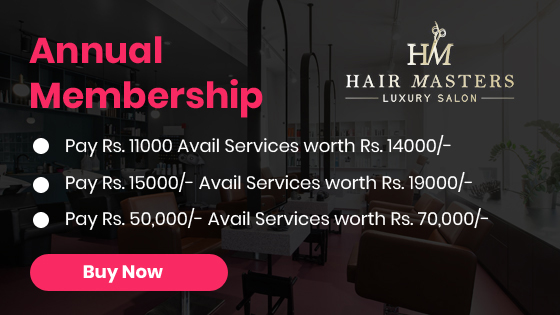 Annual
Membership
HM
HAIR MASTERS
LUXURY SALON
Pay Rs. 11000 Avail Services worth Rs. 14000/-
Pay Rs. 15000/- Avail Services worth Rs. 19000/-
Pay Rs. 50,000/- Avail Services worth Rs. 70,000/-
Buy Now